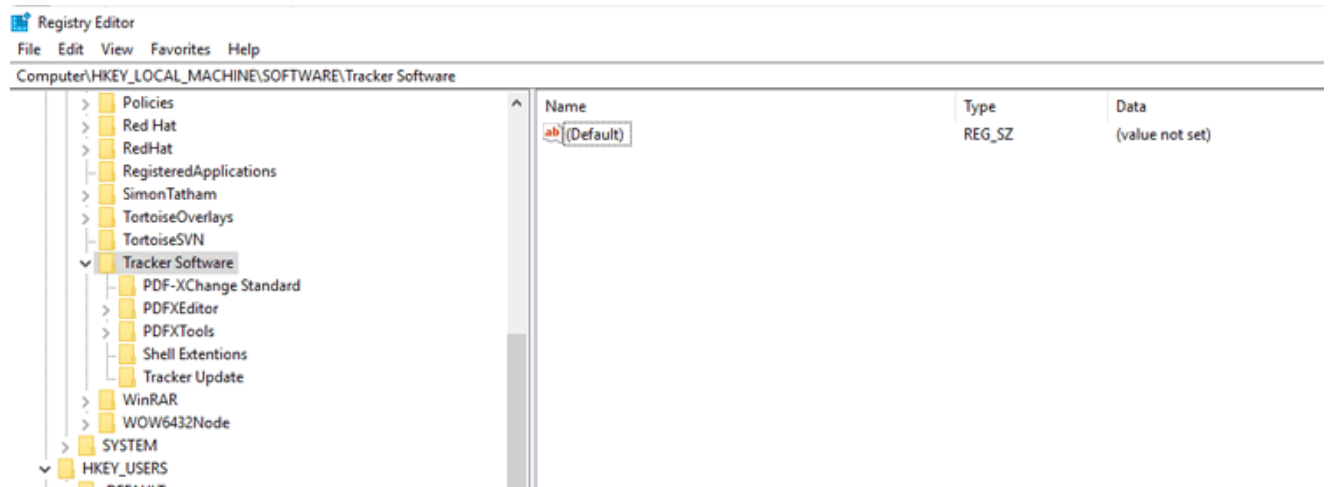 Registry Editor
File Edit View Favorites Help
Computer\HKEY_LOCAL_MACHINE\SOFTWARE\Tracker Software
Policies
Red Hat
RedHat
RegisteredApplications
SimonTatham
TortoiseOverlays
TortoiseSVN
Tracker Software
PDF-XChange Standard
PDFXEditor
PDFXTools
Shell Extentions
Tracker Update
WinRAR
WOW6432Node
SYSTEM
HKEY_USERS
Name Type Data
ab (Default) REG_SZ (value not set)